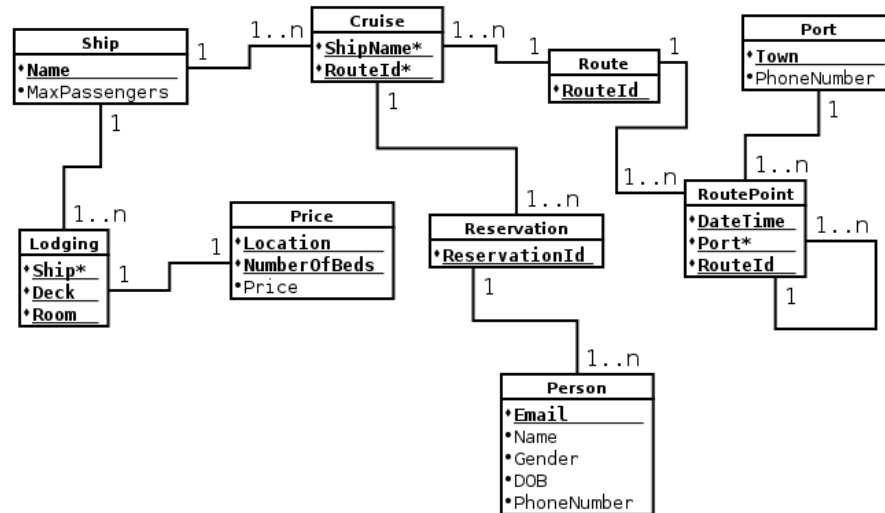 Ship
Name
MaxPassengers
1
1..n
Cruise
ShipName*
RouteId*
1..n
1
Route
RouteId
1
Port
Town
PhoneNumber
1
1
1
1..n
1..n
1..n
RoutePoint
DateTime
Port*
RouteId
1..n
1
1..n
Lodging
Ship*
Deck
Room
1
1
Price
Location
NumberOfBeds
Price
Reservation
ReservationId
1
1..n
Person
Email
Name
Gender
DOB
PhoneNumber